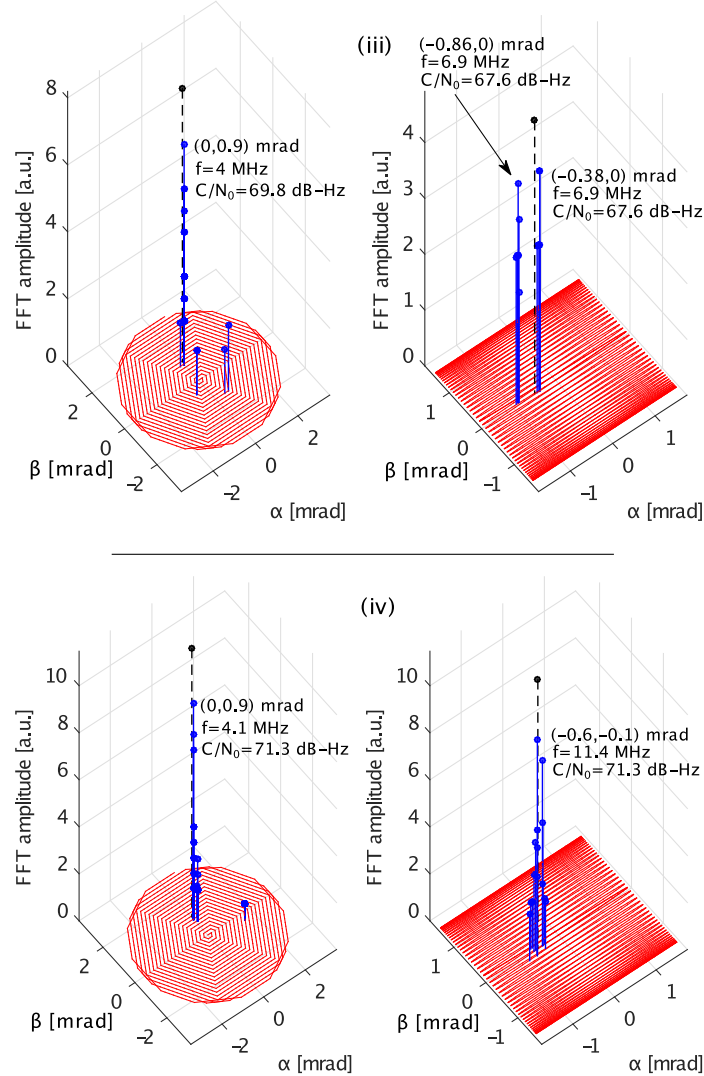 (iii)
8
6
4
2
0
FFT amplitude [a.u.]
(0,0.9) mrad
f=4 MHz
C/N0=69.8 dB-Hz
2
0
-2
β [mrad]
-2
0
2
α [mrad]
(-0.86,0) mrad
f=6.9 MHz
C/N0=67.6 dB-Hz
4
3
2
1
0
FFT amplitude [a.u.]
(-0.38,0) mrad
f=6.9 MHz
C/N0=67.6 dB-Hz
1
0
-1
β [mrad]
-1
0
1
α [mrad]
(iv)
10
8
6
4
2
0
FFT amplitude [a.u.]
(0,0.9) mrad
f=4.1 MHz
C/N0=71.3 dB-Hz
2
0
-2
β [mrad]
-2
0
2
α [mrad]
10
8
6
4
2
0
FFT amplitude [a.u.]
(-0.6,-0.1) mrad
f=11.4 MHz
C/N0=71.3 dB-Hz
1
0
-1
β [mrad]
-1
0
1
α [mrad]